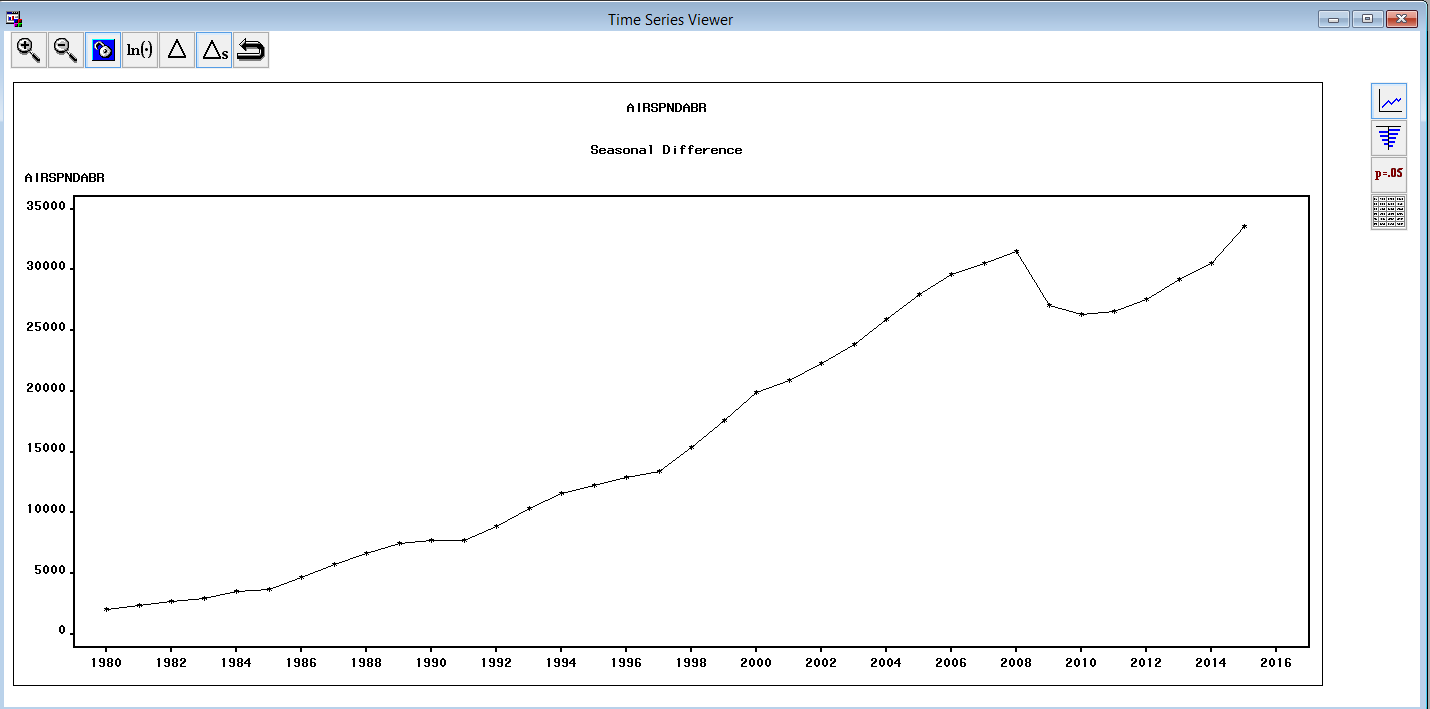 Time Series Viewer
ln(·) Δ Δs
AIRSPNDABR
Seasonal Difference
AIRSPNDABR
p=.05
35000
30000
25000
20000
15000
10000
5000
0
1980 1982 1984 1986 1988 1990 1992 1994 1996 1998 2000 2002 2004 2006 2008 2010 2012 2014 2016